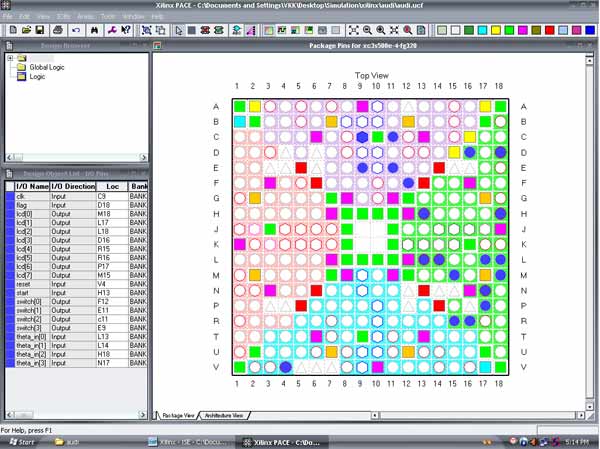 Xilinx PACE - C:\Documents and Settings\VKK\Desktop\Simulation\xilinx\audi\audi.ucf
File Edit View IOBs Areas Tools Window Help
Design Browser
Global Logic
Logic
Design Object List - I/O Pins
I/O Name I/O Direction Loc Bank
clk Input C9 BANK
flag Input D18 BANK
lcd[0] Output M18 BANK
lcd[1] Output L17 BANK
lcd[2] Output L18 BANK
lcd[3] Output D16 BANK
lcd[4] Output R15 BANK
lcd[5] Output R16 BANK
lcd[6] Output P17 BANK
lcd[7] Output M15 BANK
reset Input V4 BANK
start Input H13 BANK
switch[0] Output F12 BANK
switch[1] Output E11 BANK
switch[2] Output c11 BANK
switch[3] Output E9 BANK
theta_in[0] Input L13 BANK
theta_in[1] Input L14 BANK
theta_in[2] Input H18 BANK
theta_in[3] Input N17 BANK
Package Pins for xc3s500e-4-fg320
Top View
1 2 3 4 5 6 7 8 9 10 11 12 13 14 15 16 17 18
A A
B B
C C
D D
E E
F F
G G
H H
J J
K K
L L
M M
N N
P P
R R
T T
U U
V V
1 2 3 4 5 6 7 8 9 10 11 12 13 14 15 16 17 18
Package View Architecture View
For Help, press F1
Start audi Xilinx - ISE - C:\Docu... Xilinx PACE - C:\Do... 5:14 PM